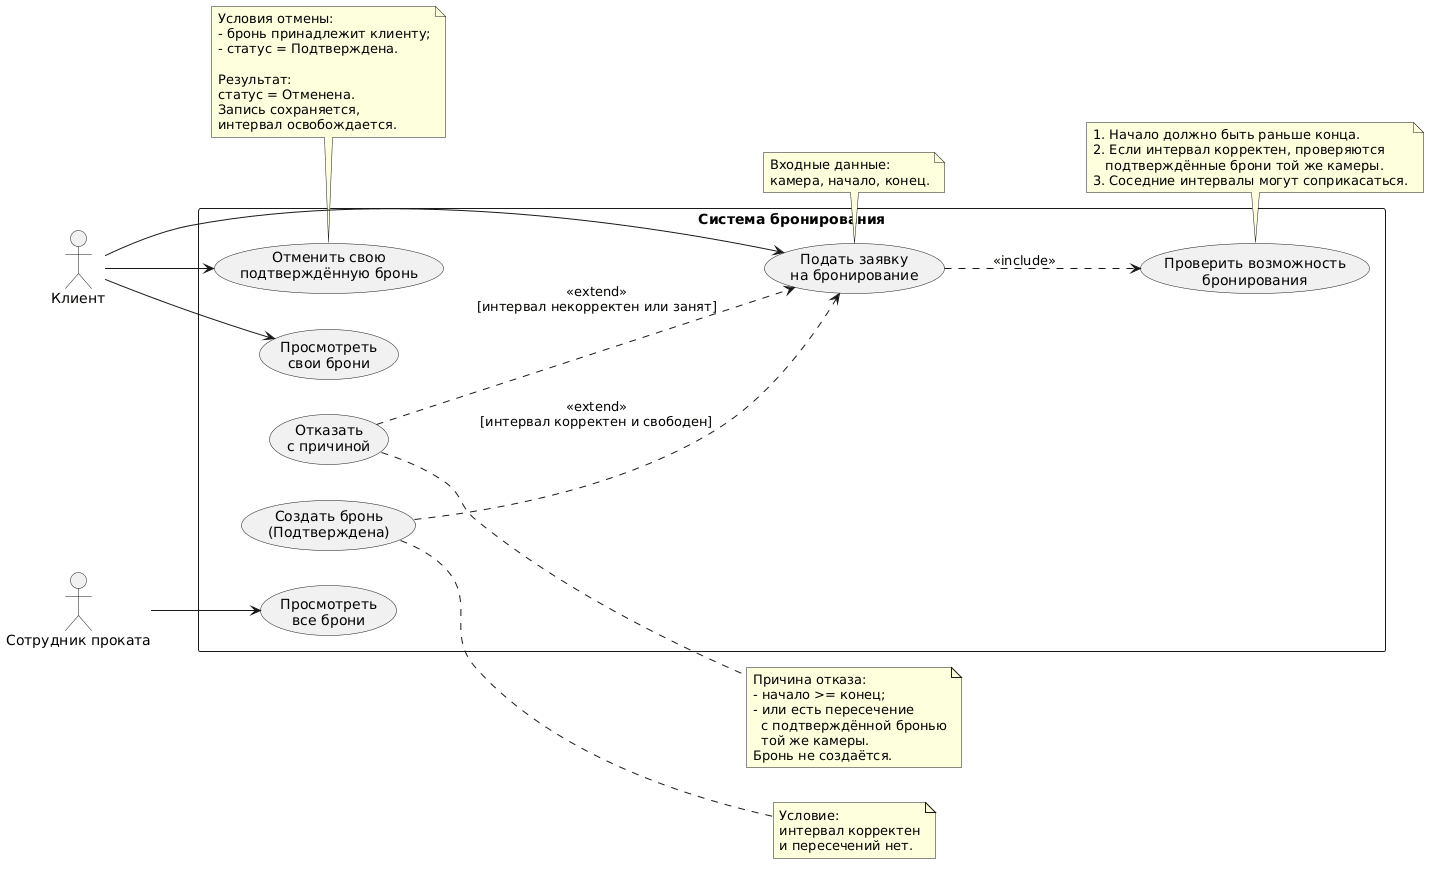 Условия отмены:
- бронь принадлежит клиенту;
- статус = Подтверждена.
Результат:
статус = Отменена.
Запись сохраняется,
интервал освобождается.
Входные данные:
камера, начало, конец.
1. Начало должно быть раньше конца.
2. Если интервал корректен, проверяются
подтверждённые брони той же камеры.
3. Соседние интервалы могут соприкасаться.
Система бронирования
Клиент
Отменить свою
подтверждённую бронь
Подать заявку
на бронирование
«include»
Проверить возможность
бронирования
«extend»
[интервал некорректен или занят]
Просмотреть
свои брони
«extend»
[интервал корректен и свободен]
Отказать
с причиной
Создать бронь
(Подтверждена)
Сотрудник проката
Просмотреть
все брони
Причина отказа:
- начало >= конец;
- или есть пересечение
с подтверждённой бронью
той же камеры.
Бронь не создаётся.
Условие:
интервал корректен
и пересечений нет.